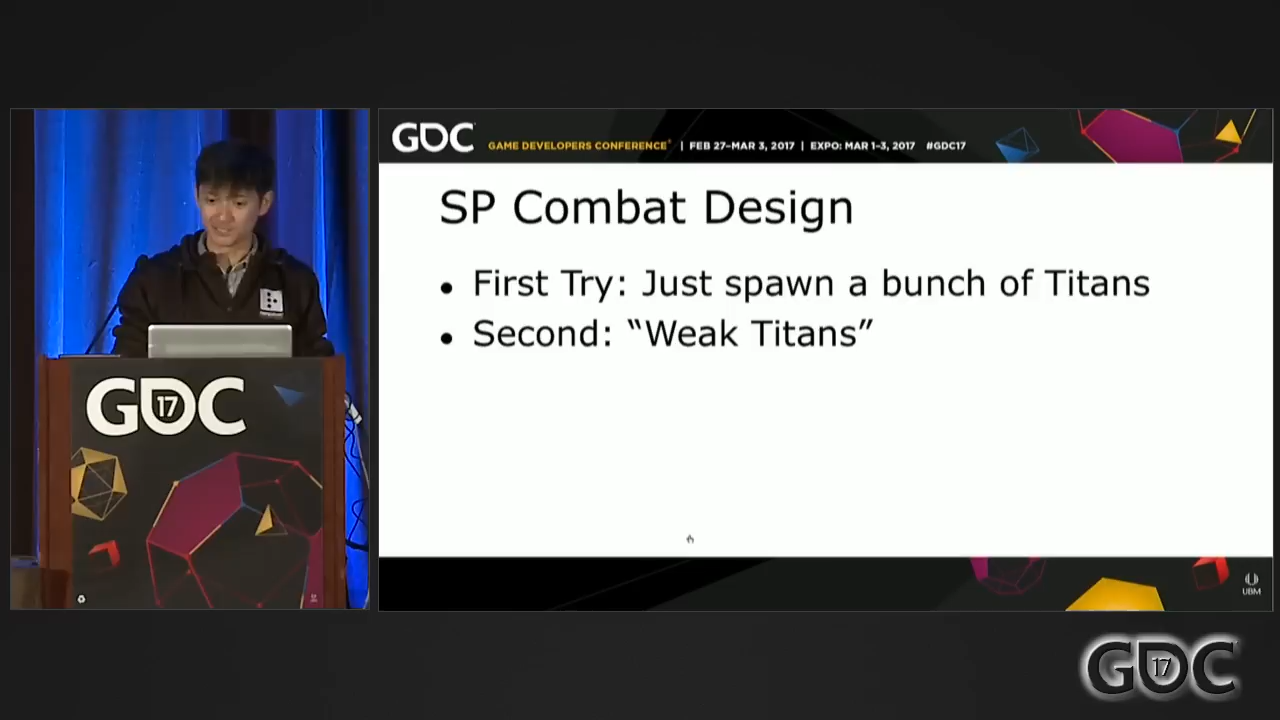 GDC GAME DEVELOPERS CONFERENCE® | FEB 27–MAR 3, 2017 | EXPO: MAR 1–3, 2017 #GDC17
SP Combat Design
• First Try: Just spawn a bunch of Titans
• Second: “Weak Titans”
GDC
17
UBM
GDC
17